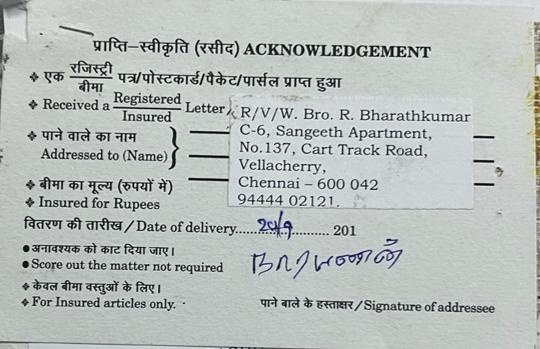 प्राप्ति–स्वीकृति (रसीद) ACKNOWLEDGEMENT
❖ एक रजिस्ट्री/बीमा पत्र/पोस्टकार्ड/पैकेट/पार्सल प्राप्त हुआ
❖ Received a Registered/Insured Letter/
R/V/W. Bro. R. Bharathkumar
C-6, Sangeeth Apartment,
No.137, Cart Track Road,
Vellacherry,
Chennai – 600 042
94444 02121.
❖ पाने वाले का नाम
Addressed to (Name)
❖ बीमा का मूल्य (रुपयों में)
❖ Insured for Rupees
वितरण की तारीख / Date of delivery....20/9.... 201
● अनावश्यक को काट दिया जाए।
● Score out the matter not required
❖ केवल बीमा वस्तुओं के लिए।
❖ For Insured articles only.
पाने बाले के हस्ताक्षर / Signature of addressee